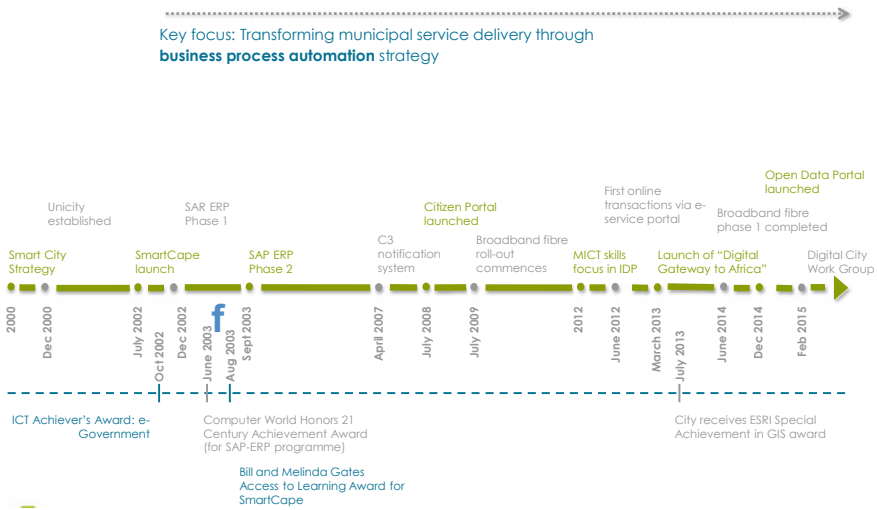 Key focus: Transforming municipal service delivery through
business process automation strategy
Open Data Portal
launched
First online
transactions via e-
service portal
Unicity
established
SAR ERP
Phase 1
Citizen Portal
launched
Broadband fibre
phase 1 completed
C3
notification
system
Broadband fibre
roll-out
commences
Smart City
Strategy
SmartCape
launch
SAP ERP
Phase 2
MICT skills
focus in IDP
Launch of “Digital
Gateway to Africa”
Digital City
Work Group
2000
Dec 2000
July 2002
Oct 2002
Dec 2002
June 2003
f
Aug 2003
Sept 2003
April 2007
July 2008
July 2009
2012
June 2012
March 2013
July 2013
June 2014
Dec 2014
Feb 2015
ICT Achiever’s Award: e-
Government
Computer World Honors 21
Century Achievement Award
(for SAP-ERP programme)
Bill and Melinda Gates
Access to Learning Award for
SmartCape
City receives ESRI Special
Achievement in GIS award